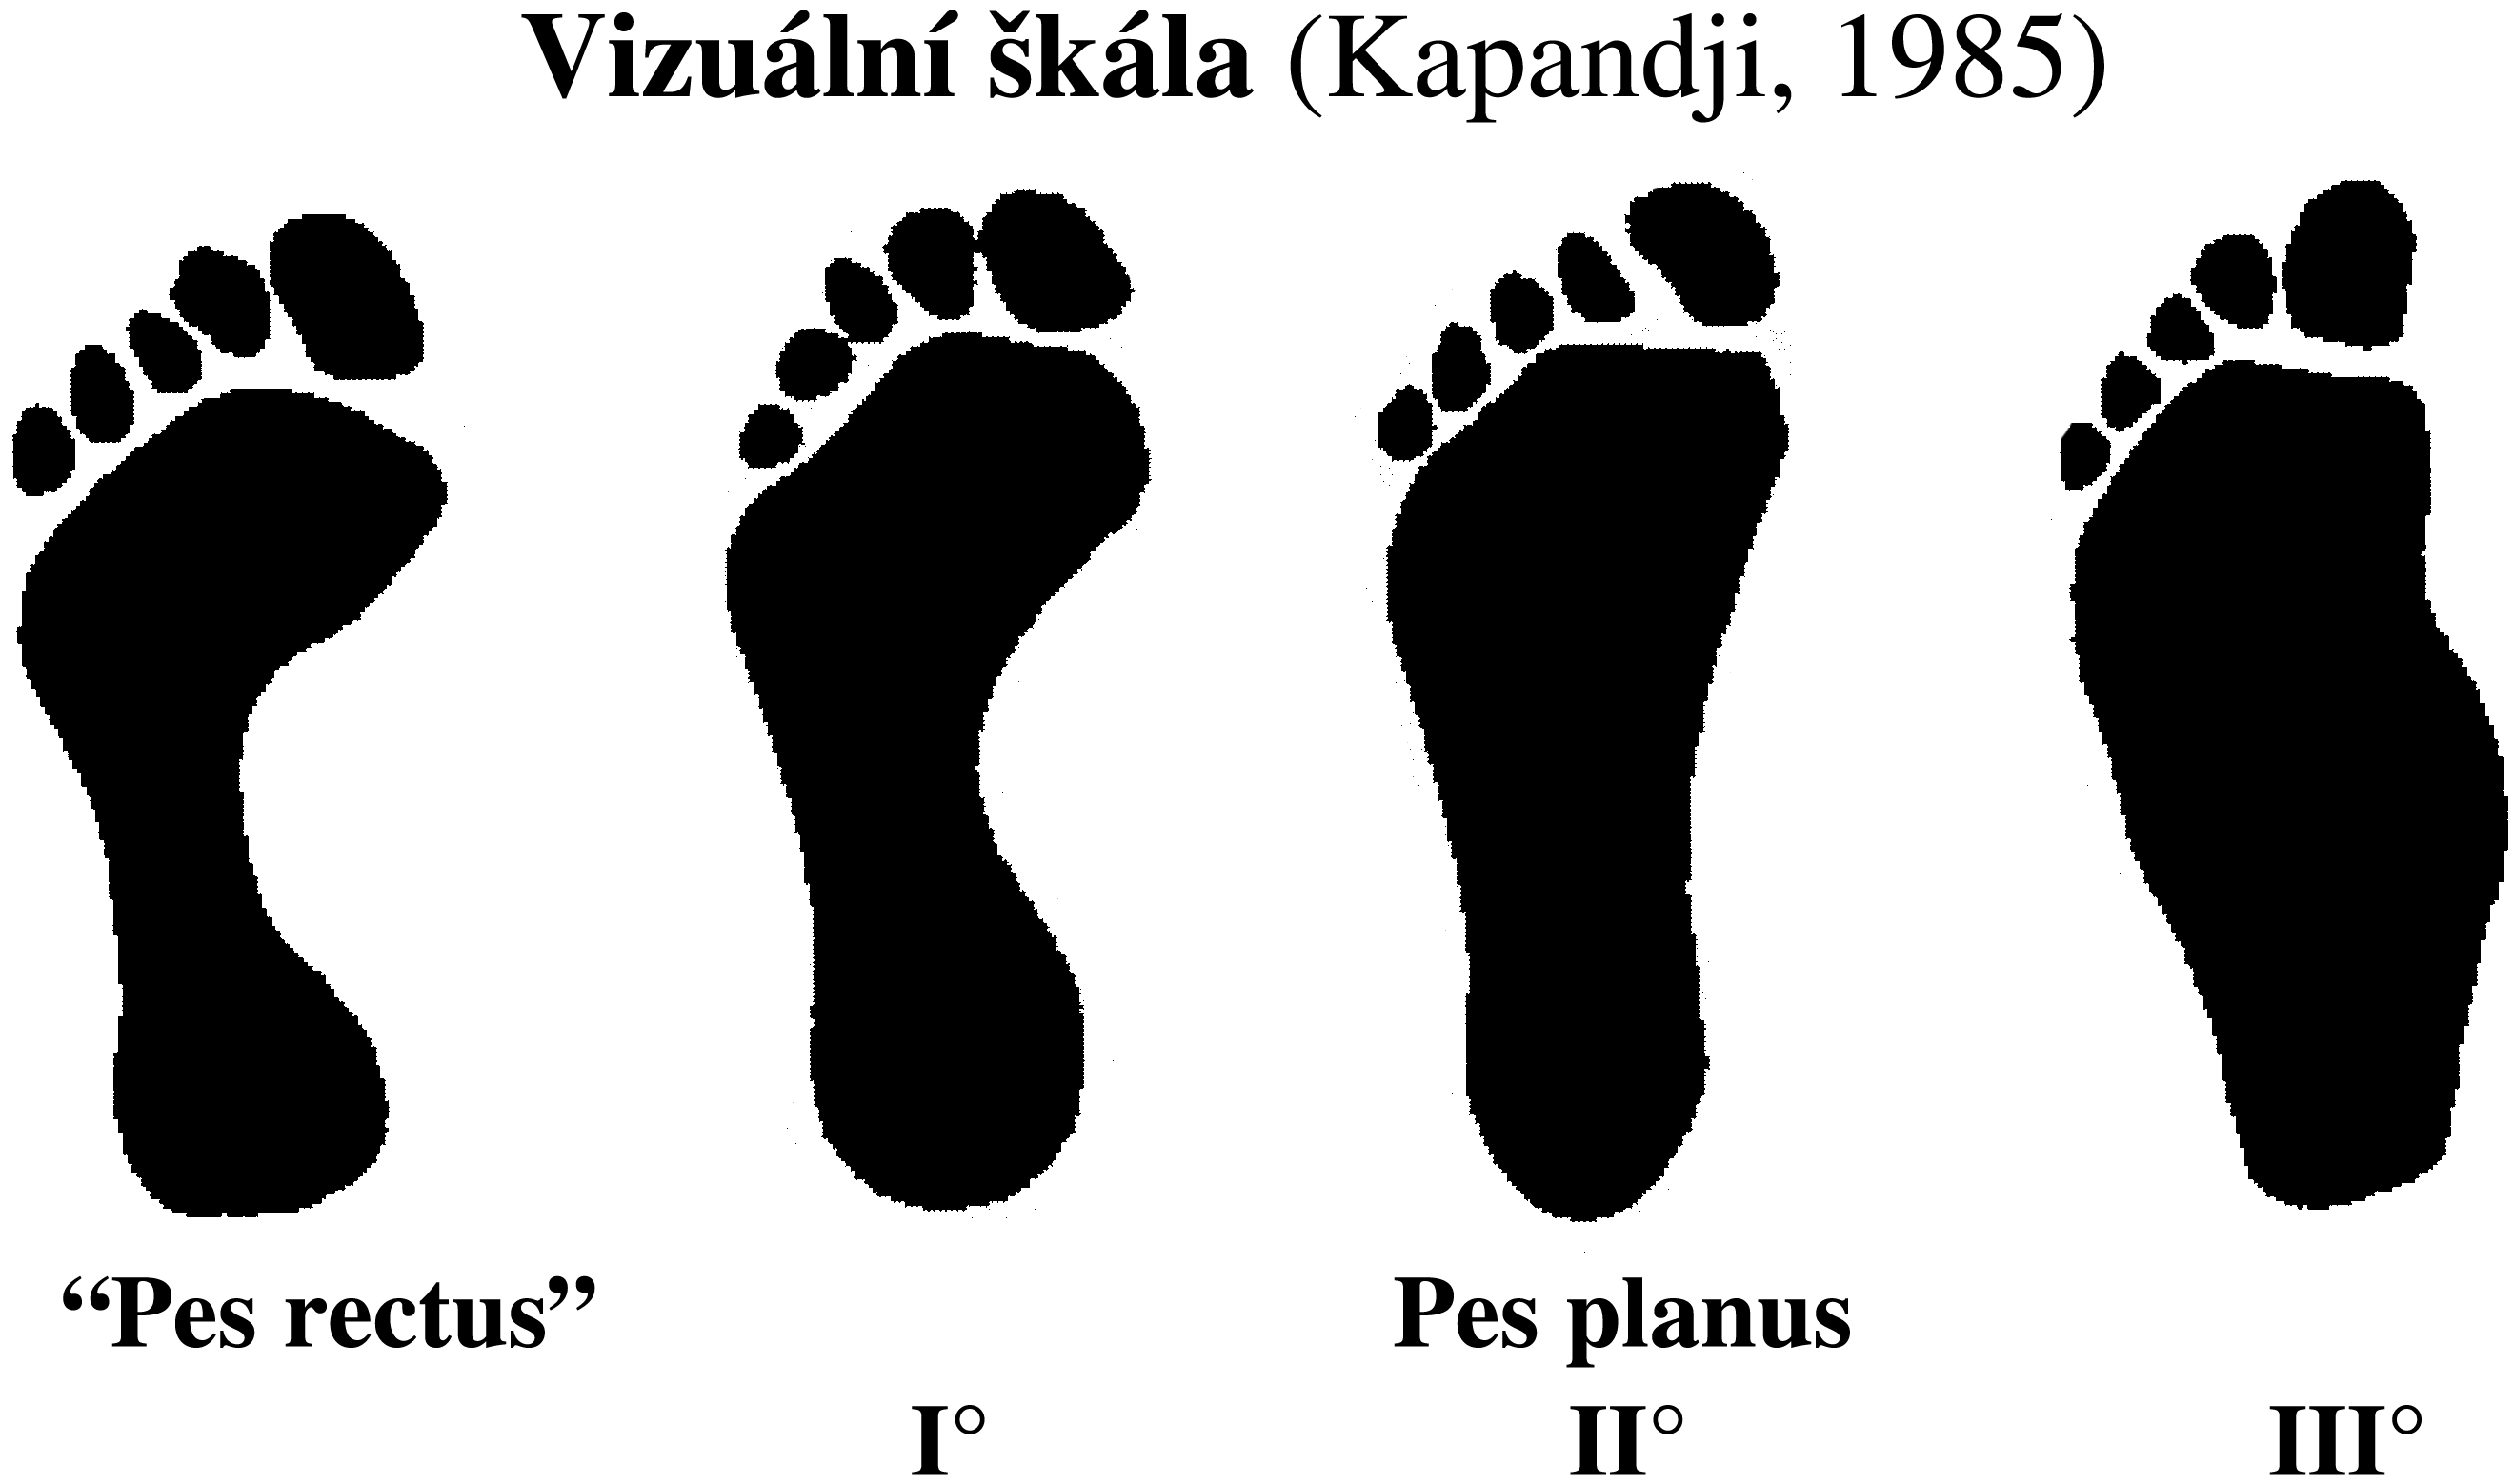 Vizuální škála (Kapandji, 1985)
“Pes rectus” Pes planus
I° II° III°